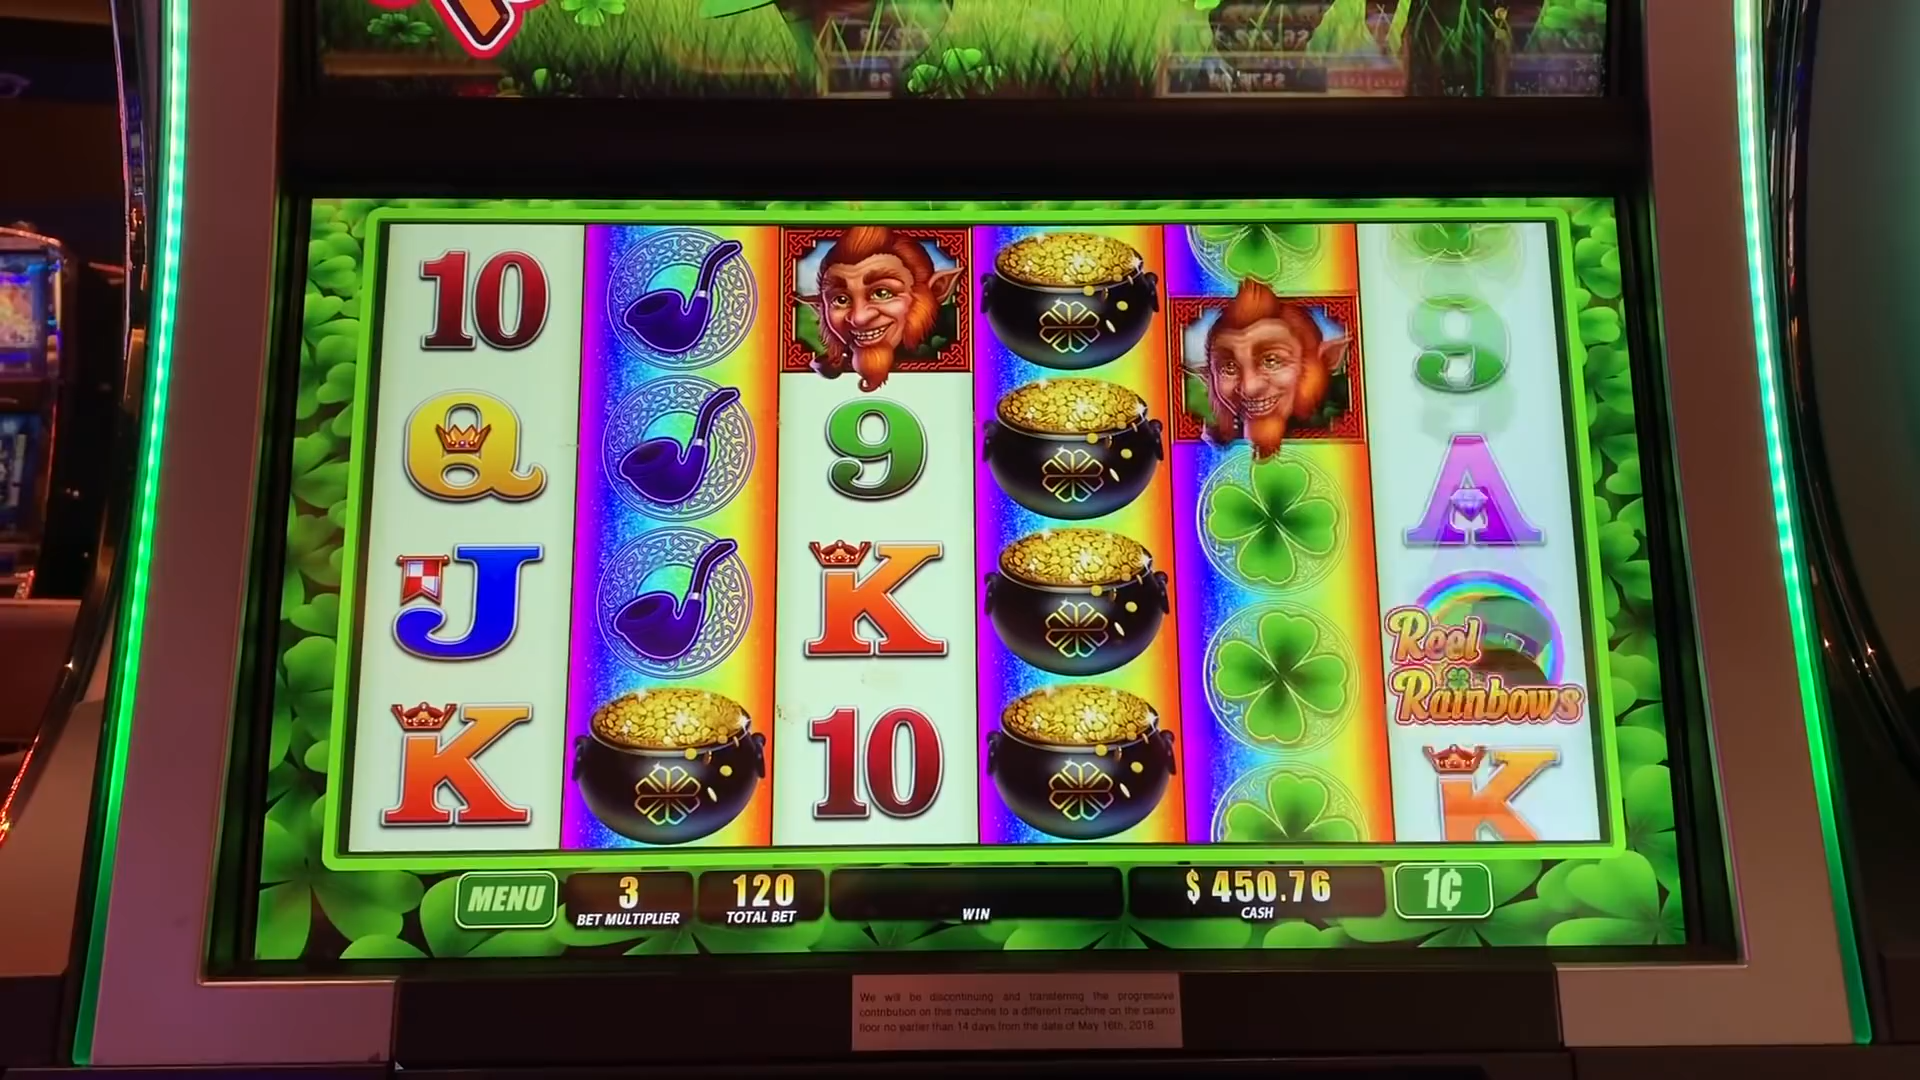 10
9
Q
9
A
J
K
Reel
Rainbows
K
10
K
MENU
3
BET MULTIPLIER
120
TOTAL BET
WIN
$ 450.76
CASH
1¢
We will be discontinuing and transferring the progressive
contribution on this machine to a different machine on the casino
floor no earlier than 14 days from the date of May 16th, 2018.